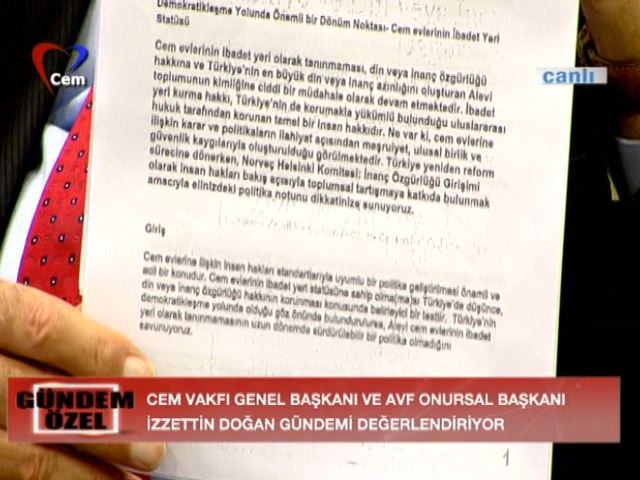 Demokratikleşme Yolunda Önemli bir Dönüm Noktası- Cem evlerinin İbadet Yeri
Statüsü
Cem evlerinin ibadet yeri olarak tanınmaması, din veya inanç özgürlüğü
hakkına ve Türkiye'nin en büyük din veya inanç azınlığını oluşturan Alevi
toplumunun kimliğine ciddi bir müdahale olarak devam etmektedir. İbadet
yeri kurma hakkı, Türkiye'nin de korumakla yükümlü bulunduğu uluslararası
hukuk tarafından korunan temel bir insan hakkıdır. Ne var ki, cem evlerine
ilişkin karar ve politikaların ilahiyat açısından meşruiyet, ulusal birlik ve
güvenlik kaygılarıyla oluşturulduğu görülmektedir. Türkiye yeniden reform
sürecine dönerken, Norveç Helsinki Komitesi: İnanç Özgürlüğü Girişimi
olarak insan hakları bakış açısıyla toplumsal tartışmaya katkıda bulunmak
amacıyla elinizdeki politika notunu dikkatinize sunuyoruz.
Giriş
Cem evlerine ilişkin insan hakları standartlarıyla uyumlu bir politika geliştirilmesi önemli ve
acil bir konudur. Cem evlerinin ibadet yeri statüsüne sahip olma(ma)sı Türkiye'de düşünce,
din veya inanç özgürlüğü hakkının korunması konusunda belirleyici bir testtir. Türkiye'nin
demokratikleşme yolunda olduğu göz önünde bulundurulursa, Alevi cem evlerinin ibadet
yeri olarak tanınmamasının uzun dönemde sürdürülebilir bir politika olmadığını
savunuyoruz.
Cem
canlı
GÜNDEM
ÖZEL
CEM VAKFI GENEL BAŞKANI VE AVF ONURSAL BAŞKANI
İZZETTİN DOĞAN GÜNDEMİ DEĞERLENDİRİYOR
1